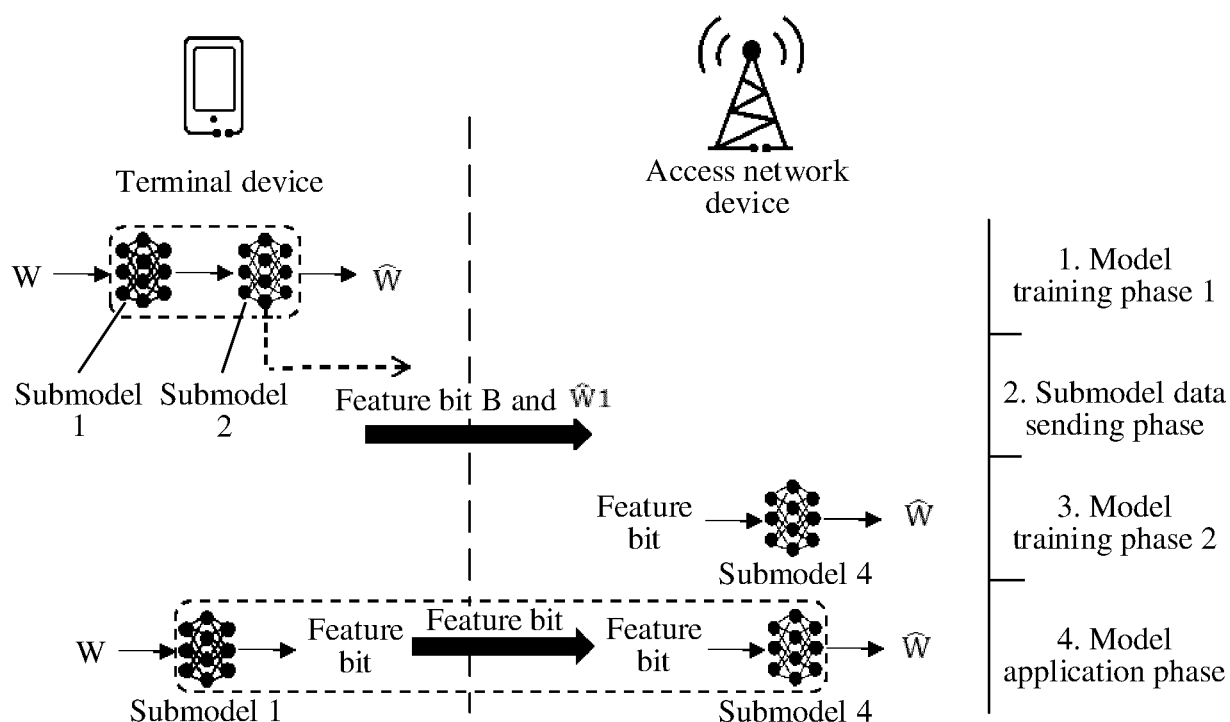 Terminal device
Access network
device
W
Ŵ
Submodel
1
Submodel
2
1. Model
training phase 1
Feature bit B and Ŵ1
2. Submodel data
sending phase
Feature
bit
Ŵ
Submodel 4
3. Model
training phase 2
W
Feature
bit
Feature bit
Feature
bit
Ŵ
Submodel 1
Submodel 4
4. Model
application phase